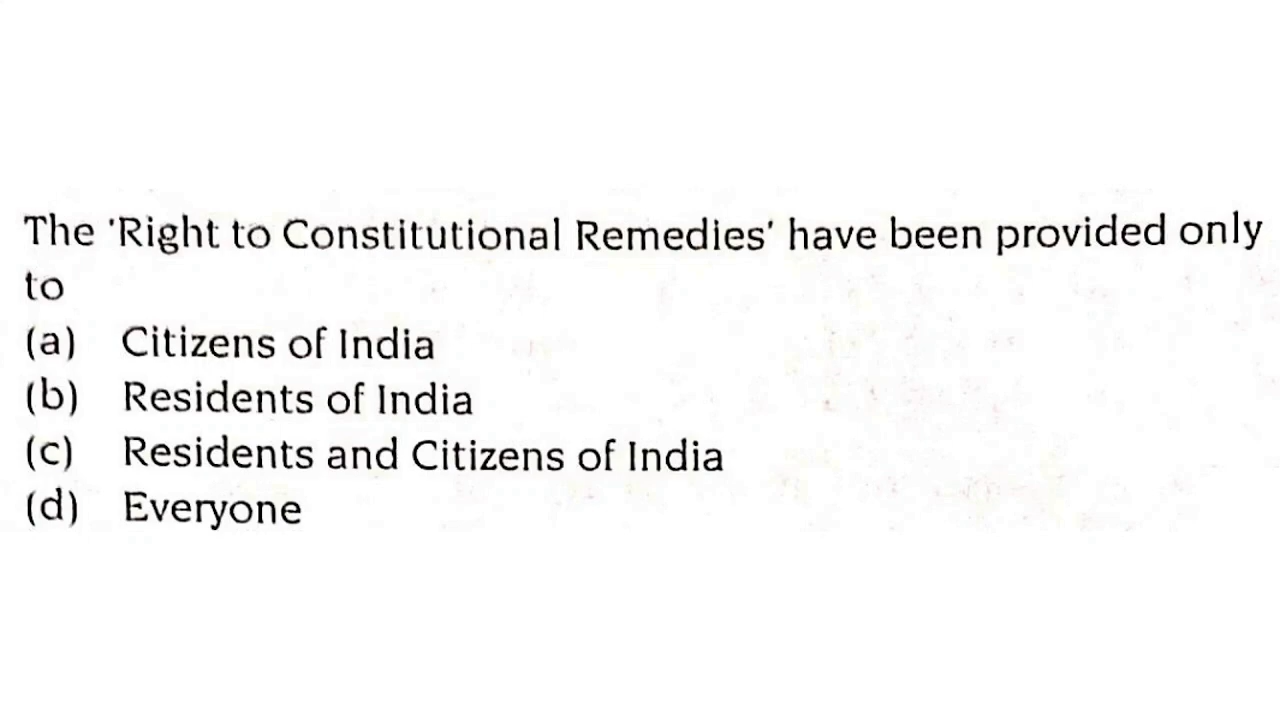 The 'Right to Constitutional Remedies' have been provided only
to
(a) Citizens of India
(b) Residents of India
(c) Residents and Citizens of India
(d) Everyone